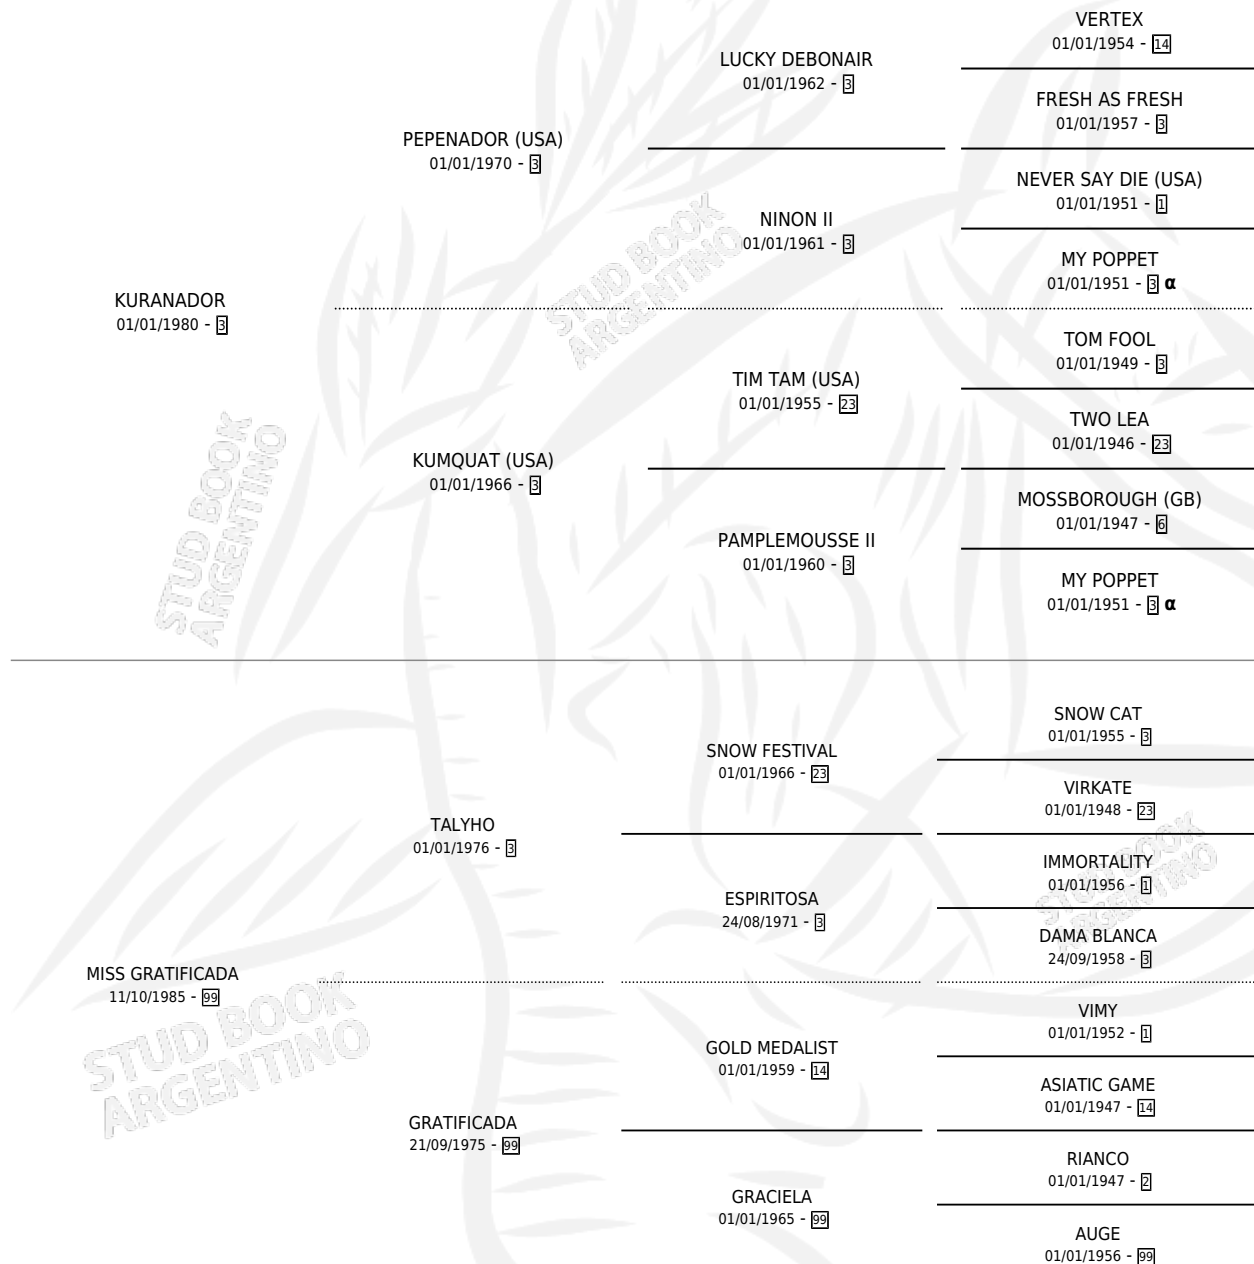 VERTEX
01/01/1954 - 14
LUCKY DEBONAIR
01/01/1962 - 3
FRESH AS FRESH
01/01/1957 - 3
PEPENADOR (USA)
01/01/1970 - 3
NEVER SAY DIE (USA)
01/01/1951 - 1
NINON II
01/01/1961 - 3
MY POPPET
01/01/1951 - 3 α
KURANADOR
01/01/1980 - 3
TOM FOOL
01/01/1949 - 3
TIM TAM (USA)
01/01/1955 - 23
TWO LEA
01/01/1946 - 23
KUMQUAT (USA)
01/01/1966 - 3
MOSSBOROUGH (GB)
01/01/1947 - 6
PAMPLEMOUSSE II
01/01/1960 - 3
MY POPPET
01/01/1951 - 3 α
SNOW CAT
01/01/1955 - 3
SNOW FESTIVAL
01/01/1966 - 23
VIRKATE
01/01/1948 - 23
TALYHO
01/01/1976 - 3
IMMORTALITY
01/01/1956 - 1
ESPIRITOSA
24/08/1971 - 3
DAMA BLANCA
24/09/1958 - 3
MISS GRATIFICADA
11/10/1985 - 99
VIMY
01/01/1952 - 1
GOLD MEDALIST
01/01/1959 - 14
ASIATIC GAME
01/01/1947 - 14
GRATIFICADA
21/09/1975 - 99
RIANCO
01/01/1947 - 2
GRACIELA
01/01/1965 - 99
AUGE
01/01/1956 - 99
STUD BOOK
ARGENTINO
STUD BOOK
ARGENTINO
STUD BOOK
ARGENTINO
STUD BOOK
ARGENTINO